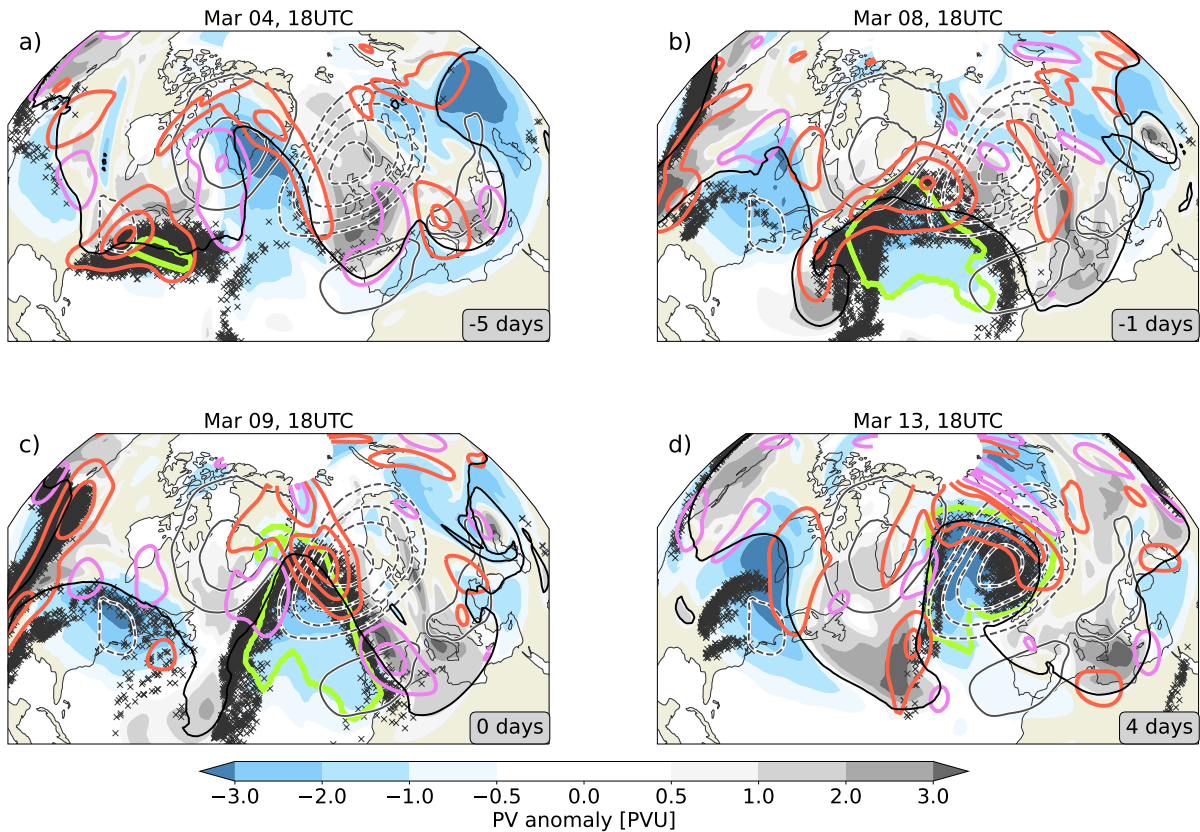 Mar 04, 18UTC
Mar 08, 18UTC
a)
b)
-5 days
-1 days
Mar 09, 18UTC
Mar 13, 18UTC
c)
d)
0 days
4 days
−3.0 −2.0 −1.0 −0.5 0.0 0.5 1.0 2.0 3.0
PV anomaly [PVU]